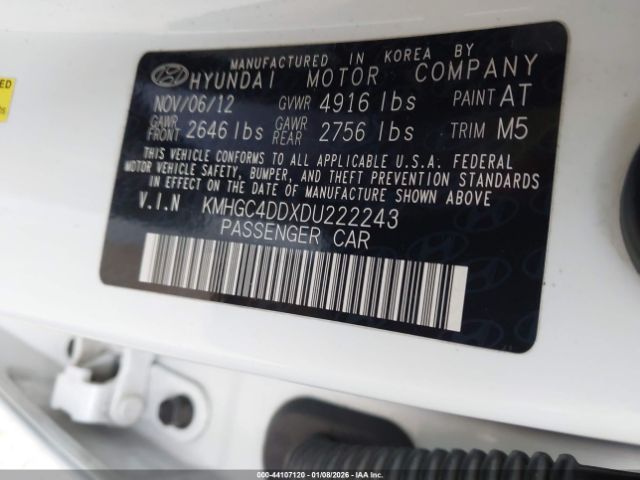 MANUFACTURED IN KOREA BY
HYUNDAI MOTOR COMPANY
NOV/06/12 GVWR 4916 lbs PAINT AT
GAWR FRONT 2646 lbs GAWR REAR 2756 lbs TRIM M5
THIS VEHICLE CONFORMS TO ALL APPLICABLE U.S.A. FEDERAL
MOTOR VEHICLE SAFETY, BUMPER, AND THEFT PREVENTION STANDARDS
IN EFFECT ON THE DATE OF MANUFACTURE SHOWN ABOVE
V.I.N KMHGC4DDXDU222243
PASSENGER CAR
000-44107120 | 01/08/2026 | IAA, Inc.